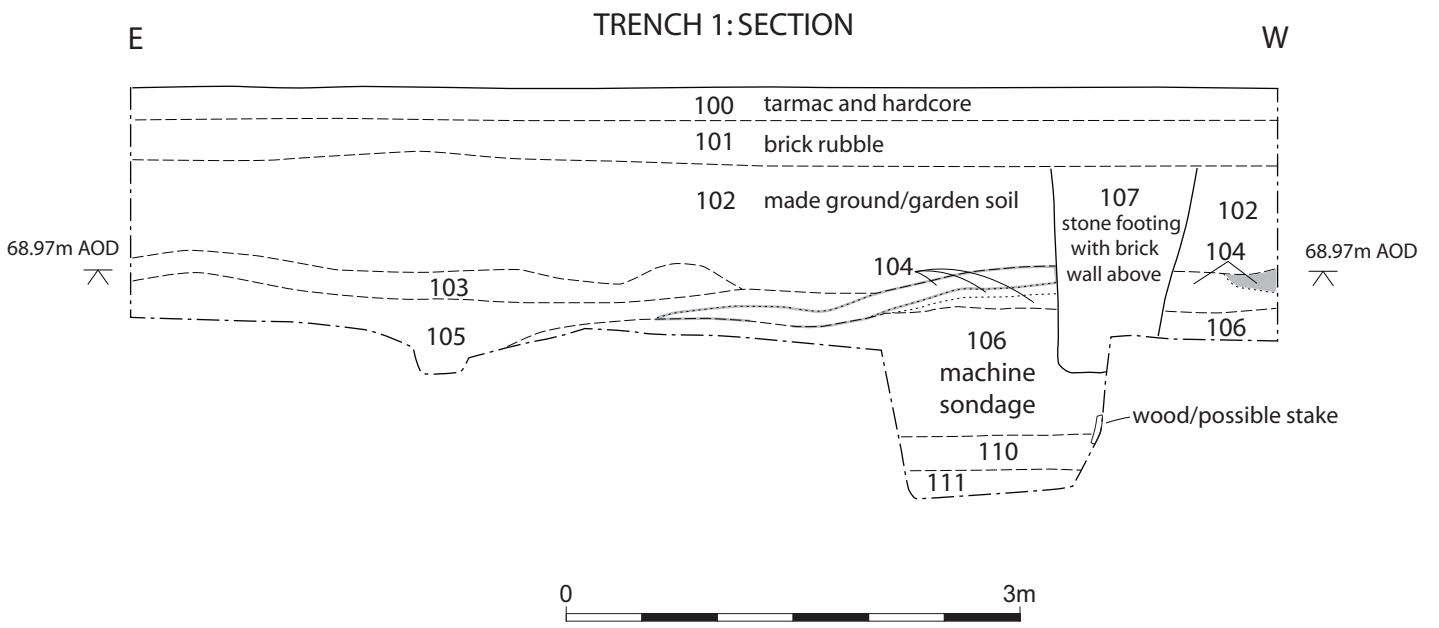 TRENCH 1: SECTION
E
W
100 tarmac and hardcore
101 brick rubble
102 made ground/garden soil
107
stone footing
with brick
wall above
102
104
68.97m AOD
68.97m AOD
104
103
105
106
106
machine
sondage
wood/possible stake
110
111
0
3m